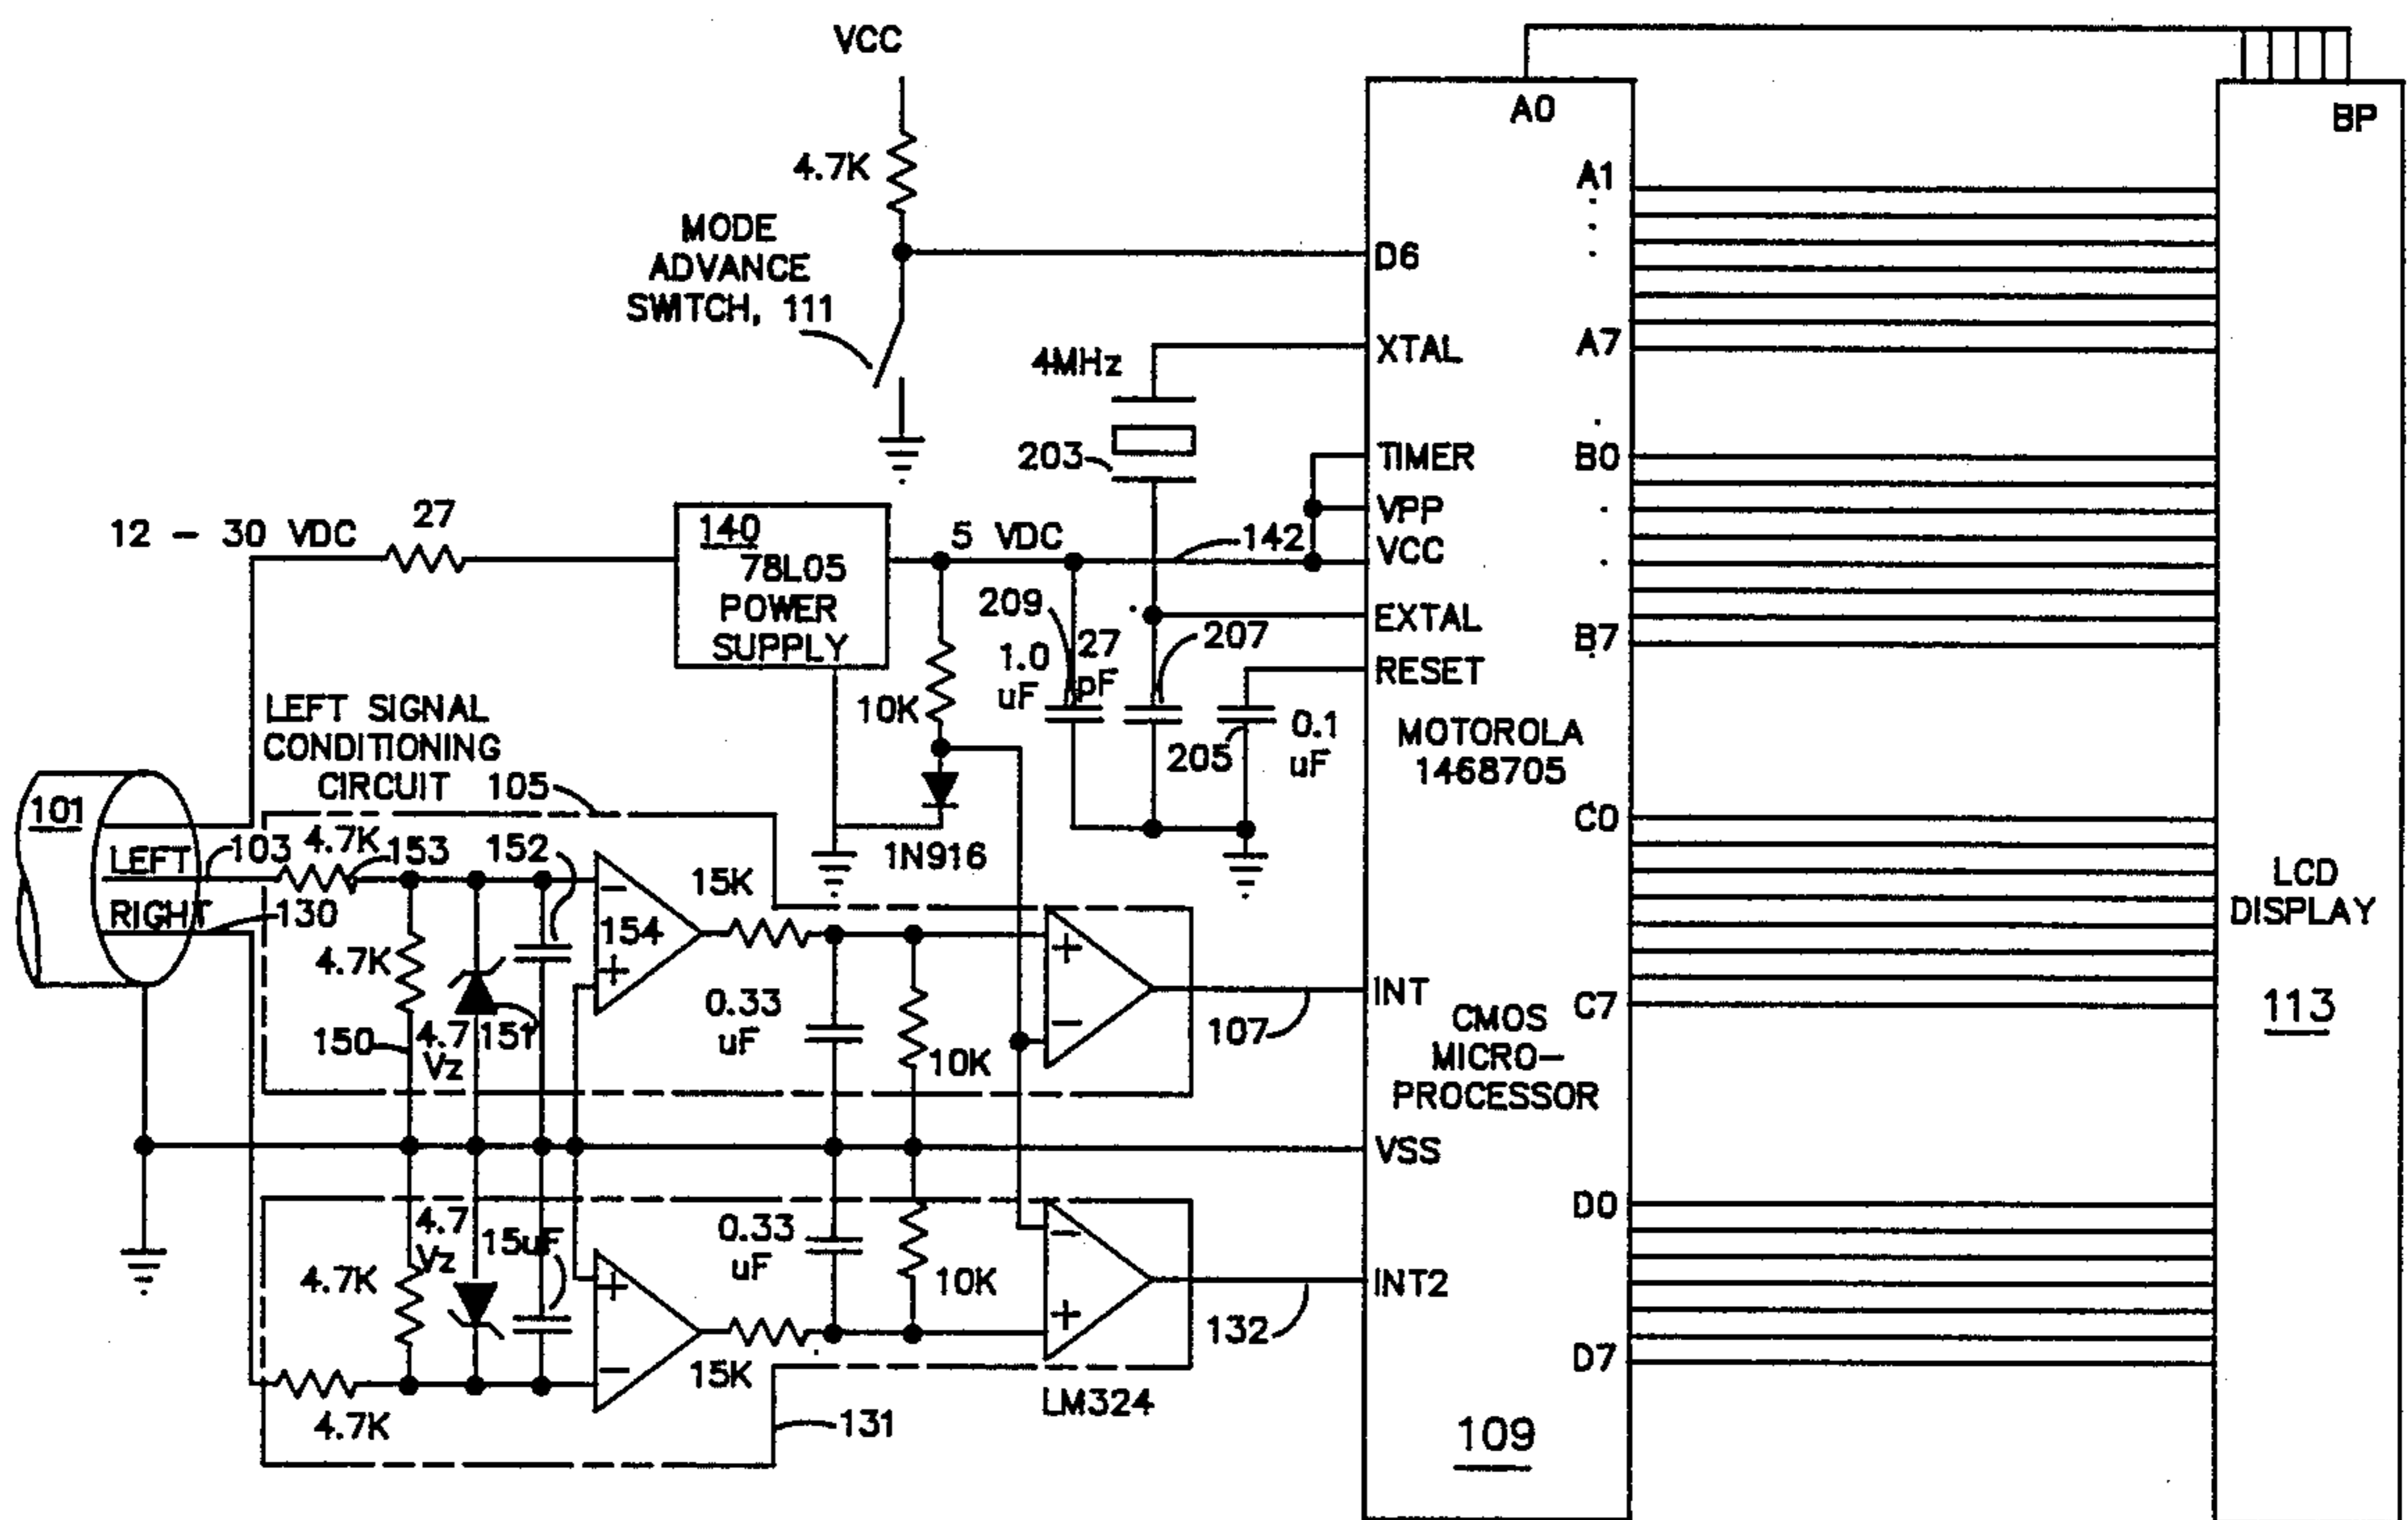 VCC
A0
BP
4.7K
A1
MODE
ADVANCE
SWITCH, 111
D6
XTAL
A7
4MHz
203
TIMER
B0
12 - 30 VDC
27
140
78L05
POWER
SUPPLY
5 VDC
142
VPP
VCC
209
27
pF
207
EXTAL
B7
1.0
uF
RESET
10K
LEFT SIGNAL
CONDITIONING
CIRCUIT 105
205
0.1
uF
MOTOROLA
1468705
101
C0
1N916
LEFT
103
4.7K
153
152
15K
RIGHT
130
LCD
DISPLAY
113
4.7K
154
-
+
+
-
0.33
uF
10K
INT
107
C7
150
4.7
Vz
151
CMOS
MICRO-
PROCESSOR
VSS
D0
4.7
Vz
15uF
0.33
uF
10K
-
+
4.7K
+
-
INT2
132
15K
D7
4.7K
131
LM324
109